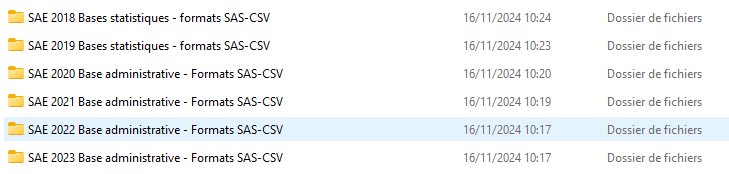 SAE 2018 Bases statistiques - formats SAS-CSV 16/11/2024 10:24 Dossier de fichiers
SAE 2019 Bases statistiques - formats SAS-CSV 16/11/2024 10:23 Dossier de fichiers
SAE 2020 Base administrative - Formats SAS-CSV 16/11/2024 10:20 Dossier de fichiers
SAE 2021 Base administrative - Formats SAS-CSV 16/11/2024 10:19 Dossier de fichiers
SAE 2022 Base administrative - Formats SAS-CSV 16/11/2024 10:17 Dossier de fichiers
SAE 2023 Base administrative - Formats SAS-CSV 16/11/2024 10:17 Dossier de fichiers